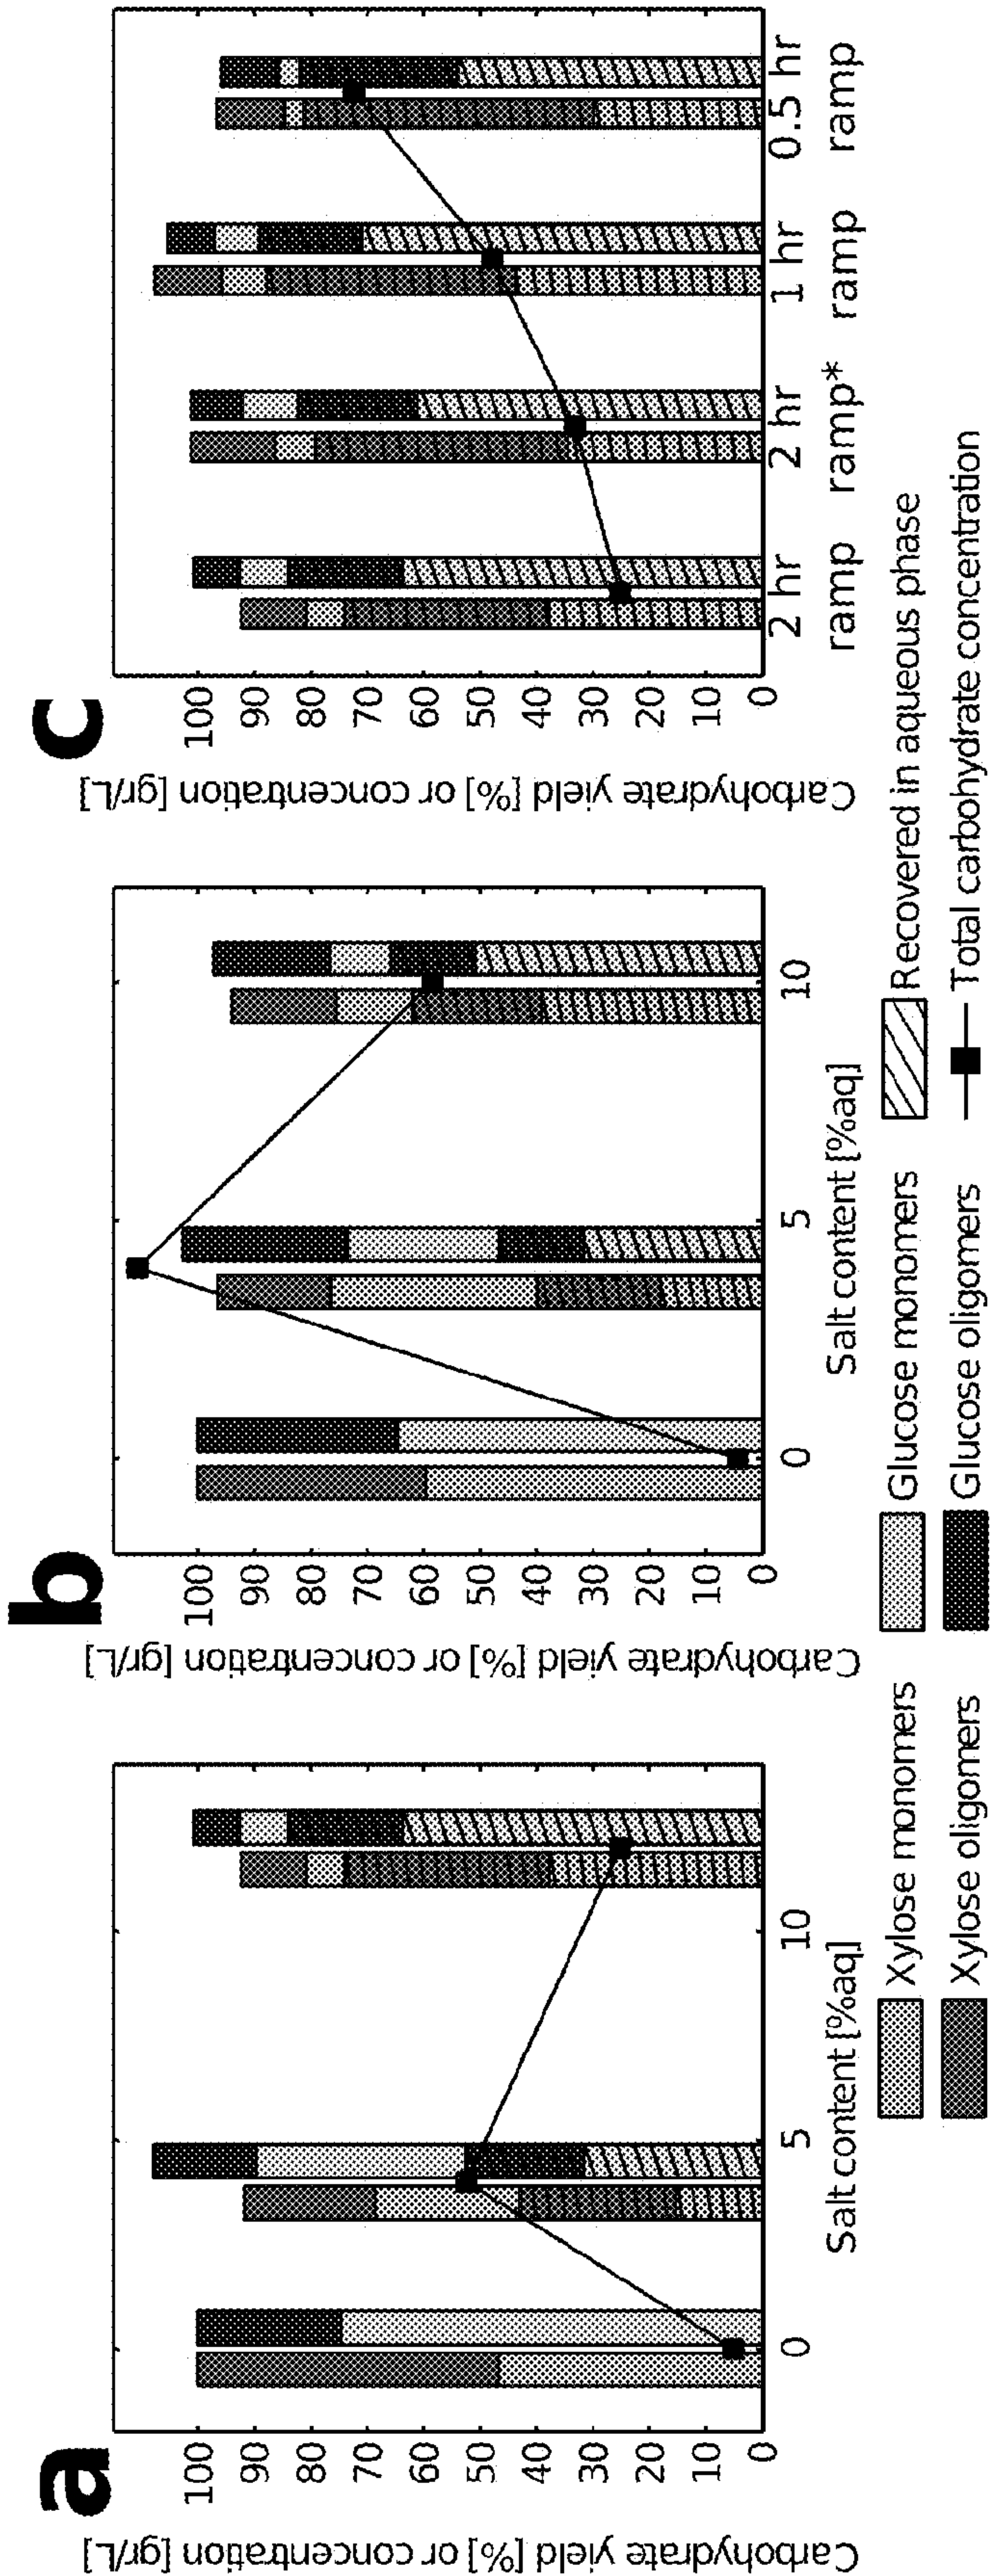 a
Carbohydrate yield [%] or concentration [gr/L]
100
90
80
70
60
50
40
30
20
10
0
0
5
10
Salt content [%aq]
b
Carbohydrate yield [%] or concentration [gr/L]
100
90
80
70
60
50
40
30
20
10
0
0
5
10
Salt content [%aq]
c
Carbohydrate yield [%] or concentration [gr/L]
100
90
80
70
60
50
40
30
20
10
0
2 hr
ramp
2 hr
ramp*
1 hr
ramp
0.5 hr
ramp
Xylose monomers
Glucose monomers
Recovered in aqueous phase
Xylose oligomers
Glucose oligomers
Total carbohydrate concentration